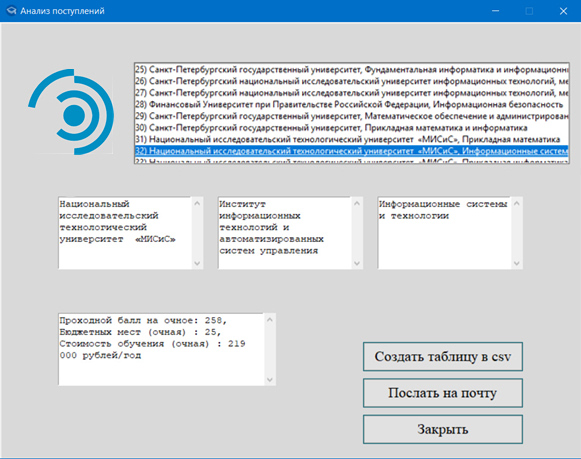 Анализ поступлений
25) Санкт-Петербургский государственный университет, Фундаментальная информатика и информационн
26) Санкт-Петербургский национальный исследовательский университет информационных технологий, ме
27) Санкт-Петербургский национальный исследовательский университет информационных технологий, ме
28) Финансовый Университет при Правительстве Российской Федерации, Информационная безопасность
29) Санкт-Петербургский государственный университет, Математическое обеспечение и администрирован
30) Санкт-Петербургский государственный университет, Прикладная математика и информатика
31) Национальный исследовательский технологический университет «МИСиС», Прикладная математика
32) Национальный исследовательский технологический университет «МИСиС», Информационные систем
Национальный
исследовательский
технологический
университет «МИСиС»
Институт
информационных
технологий и
автоматизированных
систем управления
Информационные системы
и технологии
Проходной балл на очное: 258,
Бюджетных мест (очная) : 25,
Стоимость обучения (очная) : 219
000 рублей/год
Создать таблицу в csv
Послать на почту
Закрыть